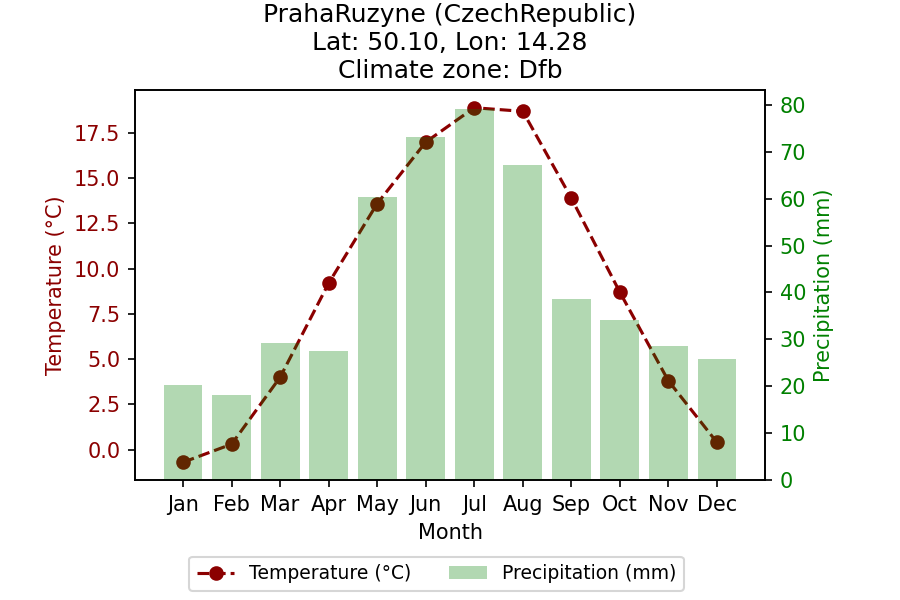 PrahaRuzyne (CzechRepublic)
Lat: 50.10, Lon: 14.28
Climate zone: Dfb
Temperature (°C)
17.5
15.0
12.5
10.0
7.5
5.0
2.5
0.0
80
70
60
50
40
30
20
10
0
Precipitation (mm)
Jan Feb Mar Apr May Jun Jul Aug Sep Oct Nov Dec
Month
Temperature (°C) Precipitation (mm)